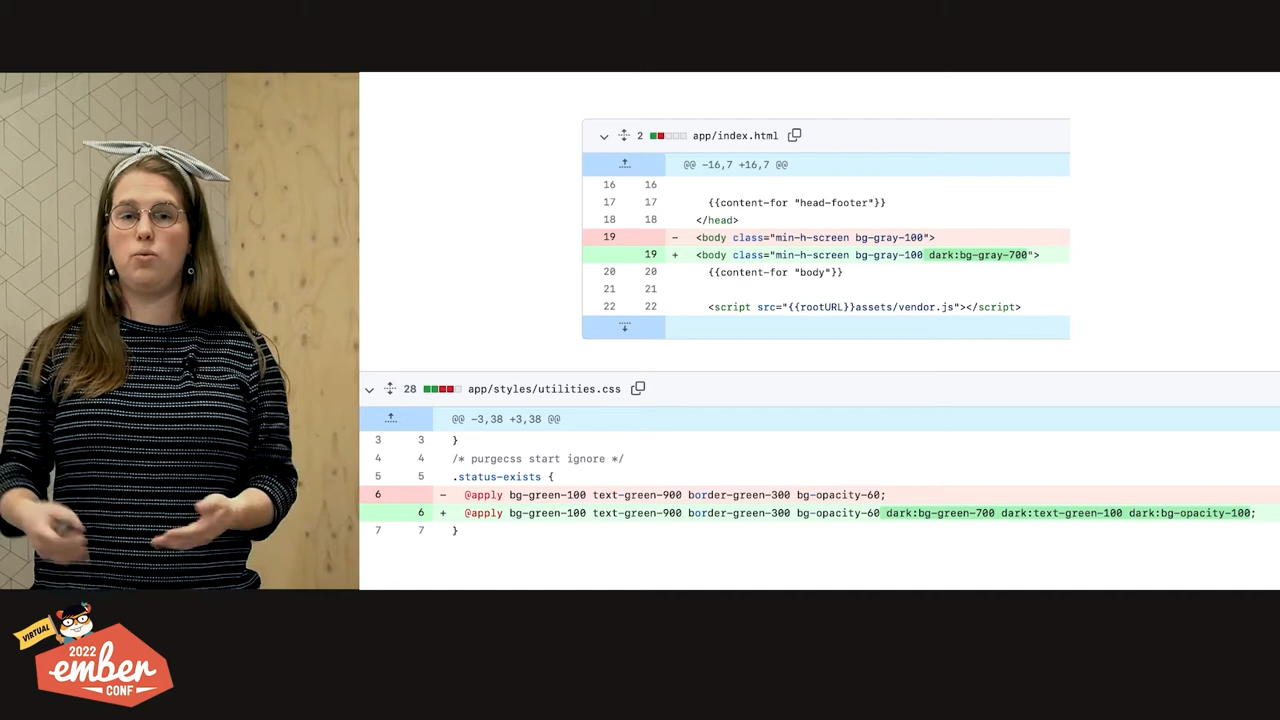 2 app/index.html
@@ -16,7 +16,7 @@
16 16
17 17 {{content-for "head-footer"}}
18 18 </head>
19 - <body class="min-h-screen bg-gray-100">
19 + <body class="min-h-screen bg-gray-100 dark:bg-gray-700">
20 20 {{content-for "body"}}
21 21
22 22 <script src="{{rootURL}}assets/vendor.js"></script>
28 app/styles/utilities.css
@@ -3,38 +3,38 @@
3 3 }
4 4 /* purgecss start ignore */
5 5 .status-exists {
6 - @apply bg-green-100 text-green-900 border-green-300 bg-opacity-60;
6 + @apply bg-green-100 text-green-900 border-green-300 bg-opacity-60 dark:bg-green-700 dark:text-green-100 dark:bg-opacity-100;
7 7 }
VIRTUAL
2022
ember
CONF